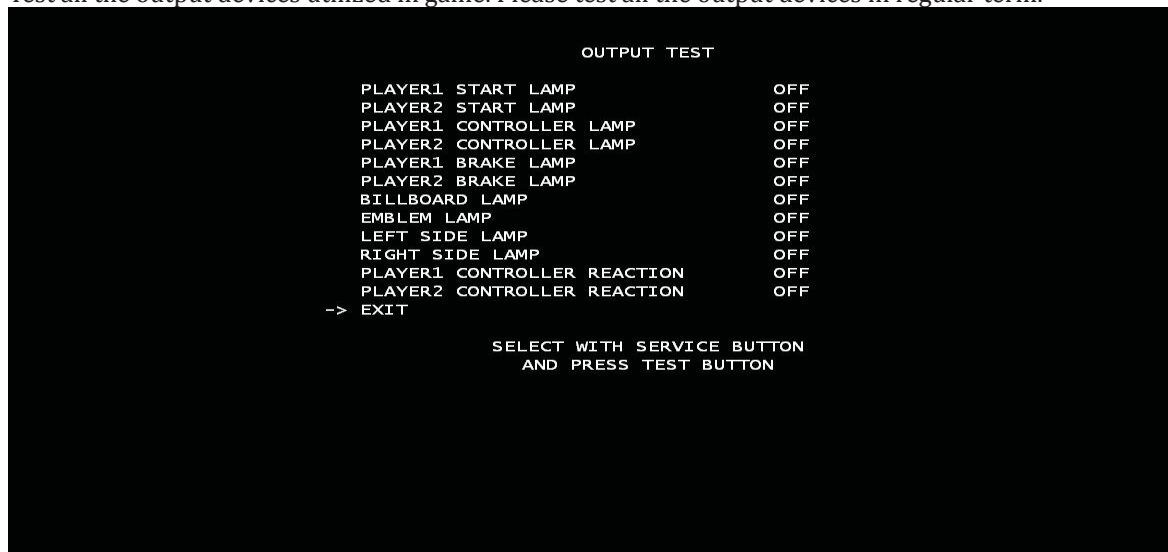 Test all the output devices utilized in game. Please test all the output devices in regular term.
OUTPUT TEST
PLAYER1 START LAMP OFF
PLAYER2 START LAMP OFF
PLAYER1 CONTROLLER LAMP OFF
PLAYER2 CONTROLLER LAMP OFF
PLAYER1 BRAKE LAMP OFF
PLAYER2 BRAKE LAMP OFF
BILLBOARD LAMP OFF
EMBLEM LAMP OFF
LEFT SIDE LAMP OFF
RIGHT SIDE LAMP OFF
PLAYER1 CONTROLLER REACTION OFF
PLAYER2 CONTROLLER REACTION OFF
-> EXIT
SELECT WITH SERVICE BUTTON
AND PRESS TEST BUTTON